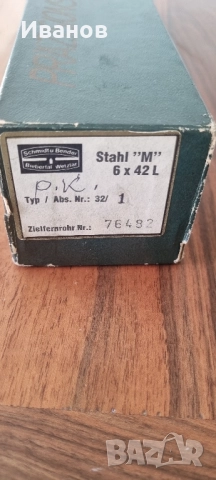 Иванов
Schmidt u. Bender
Biebertal Wetzlar
Stahl "M"
6 x 42 L
P.K.
Typ / Abs. Nr.: 32/ 1
Zielfernrohr Nr.: 76492
bazar